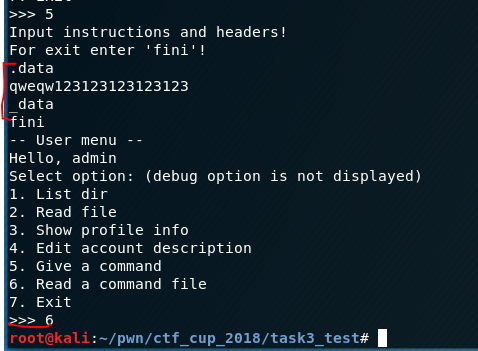 >>> 5
Input instructions and headers!
For exit enter 'fini'!
.data
qweqw123123123123123
_data
fini
-- User menu --
Hello, admin
Select option: (debug option is not displayed)
1. List dir
2. Read file
3. Show profile info
4. Edit account description
5. Give a command
6. Read a command file
7. Exit
>>> 6
root@kali:~/pwn/ctf_cup_2018/task3_test#